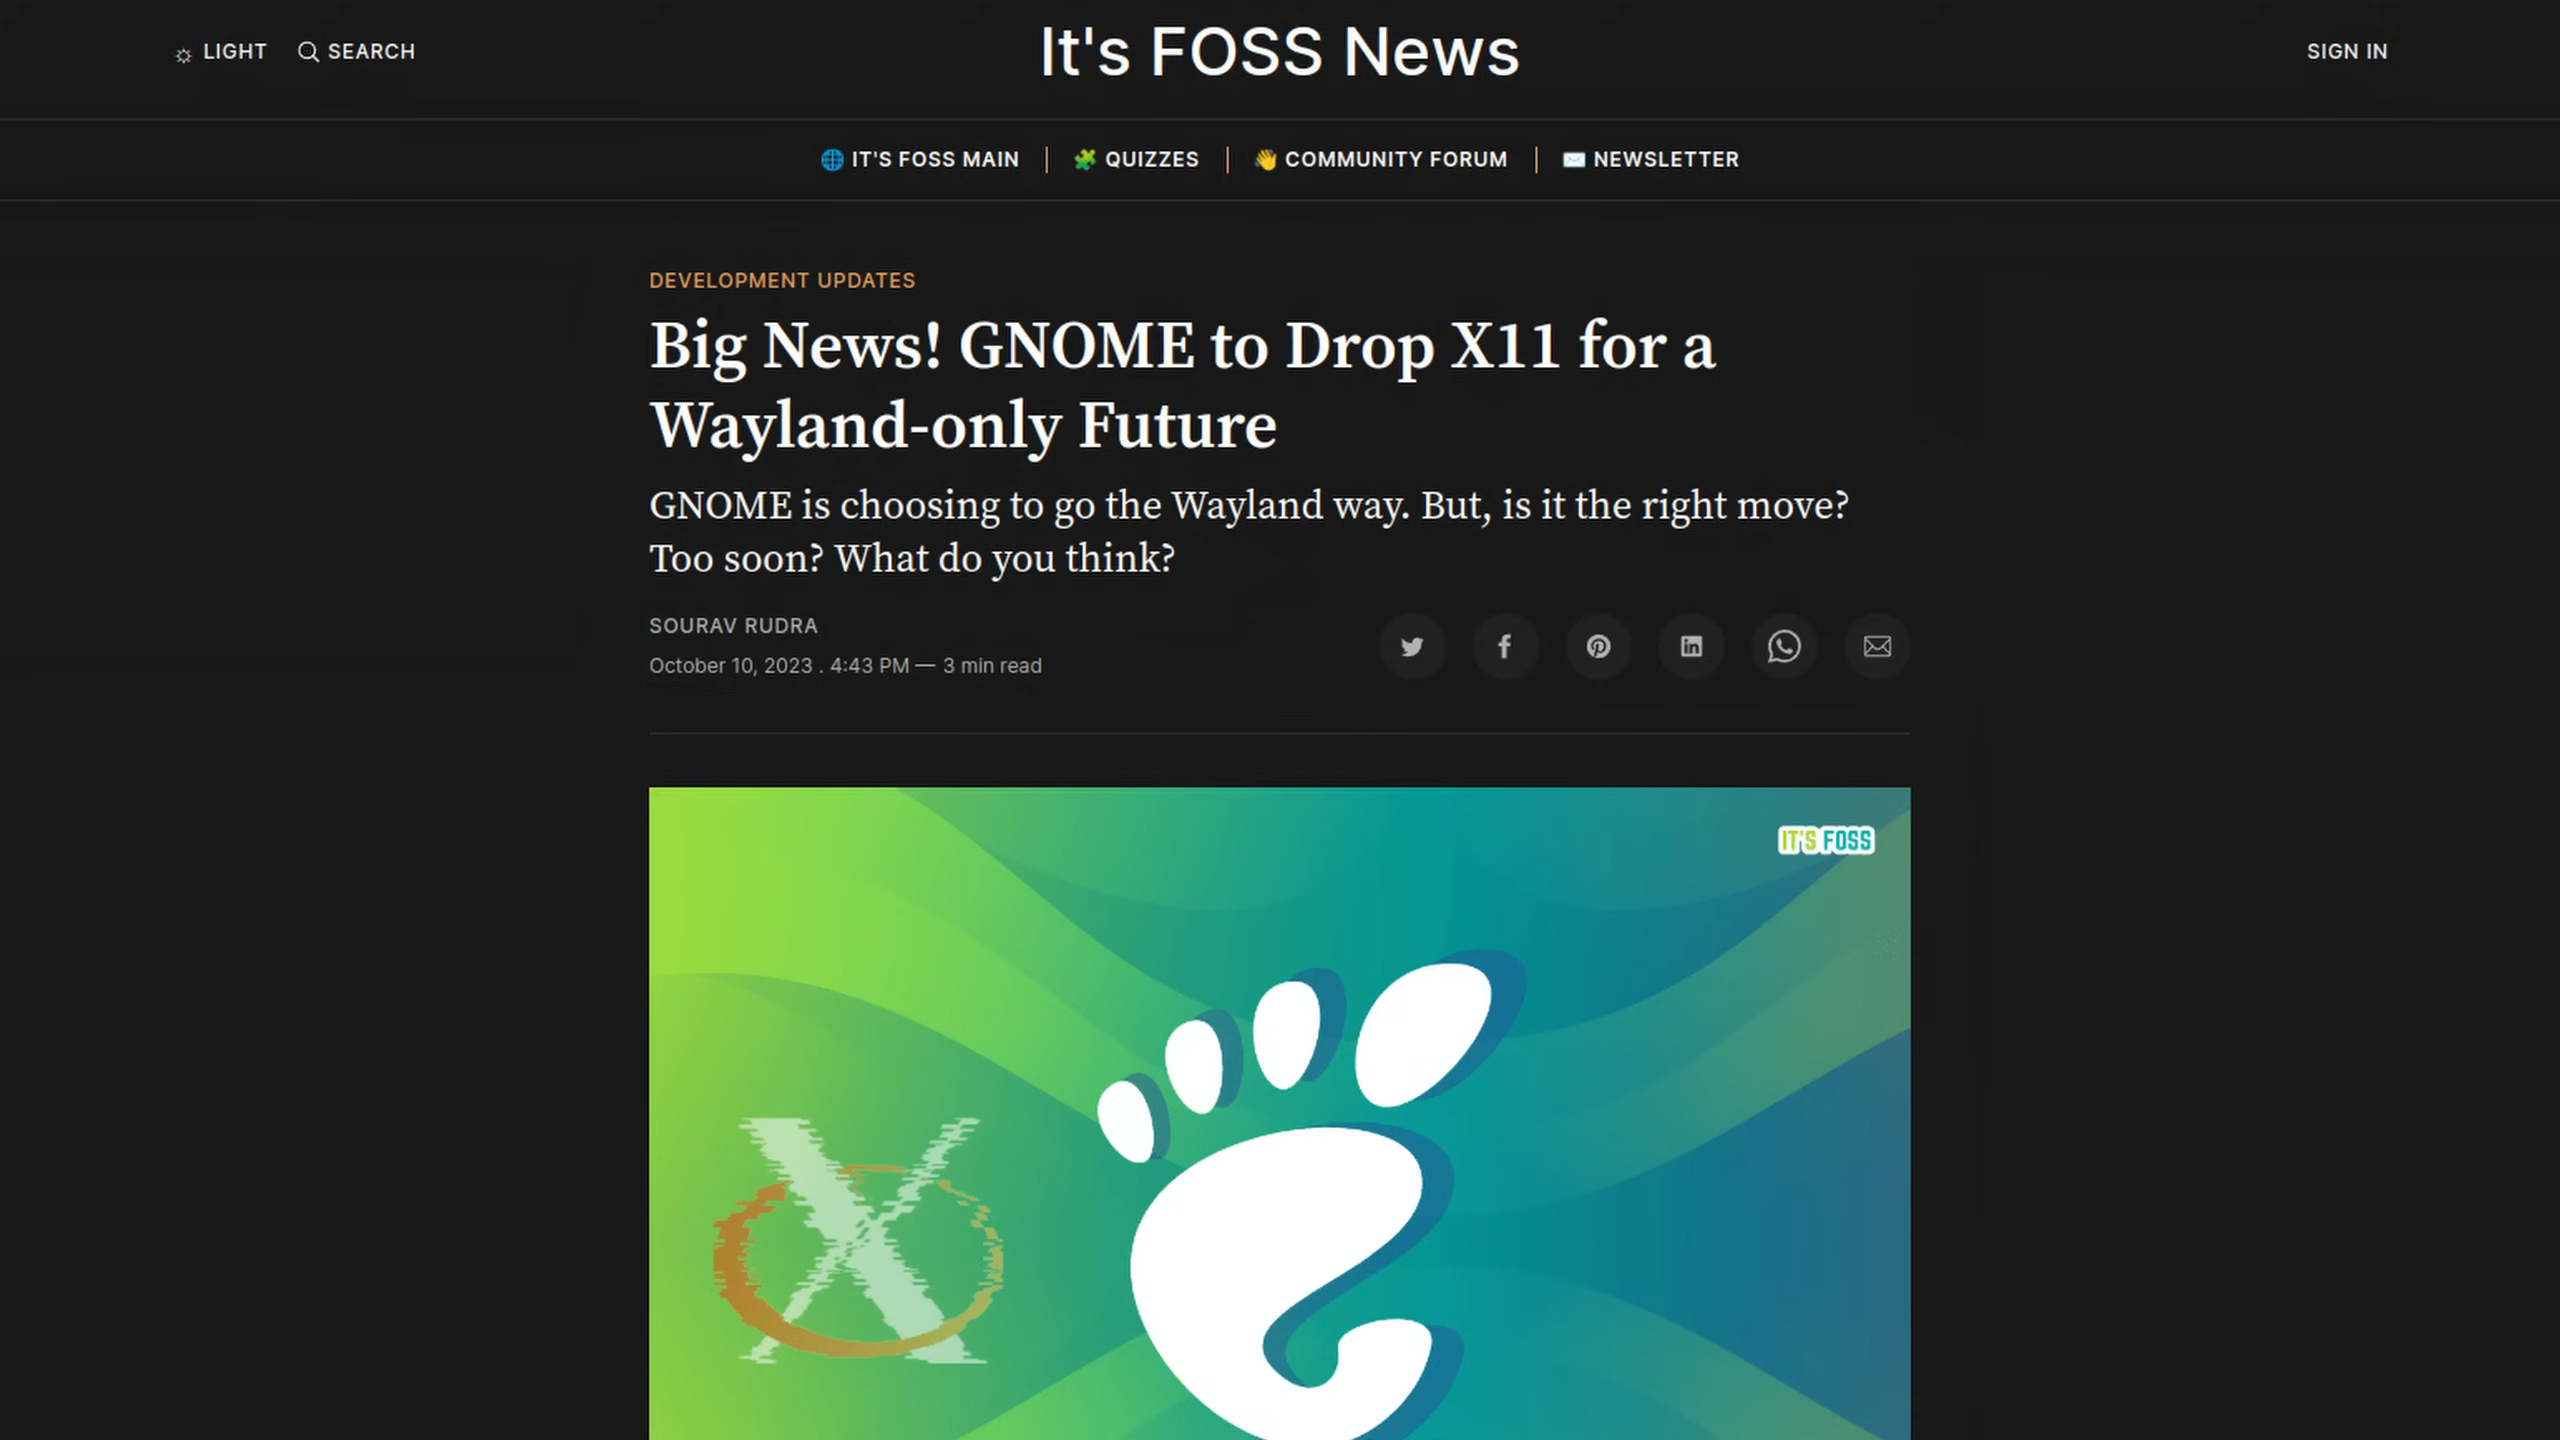 LIGHT
SEARCH
It's FOSS News
SIGN IN
IT'S FOSS MAIN
QUIZZES
COMMUNITY FORUM
NEWSLETTER
DEVELOPMENT UPDATES
Big News! GNOME to Drop X11 for a
Wayland-only Future
GNOME is choosing to go the Wayland way. But, is it the right move?
Too soon? What do you think?
SOURAV RUDRA
October 10, 2023 . 4:43 PM — 3 min read
IT'S FOSS
X